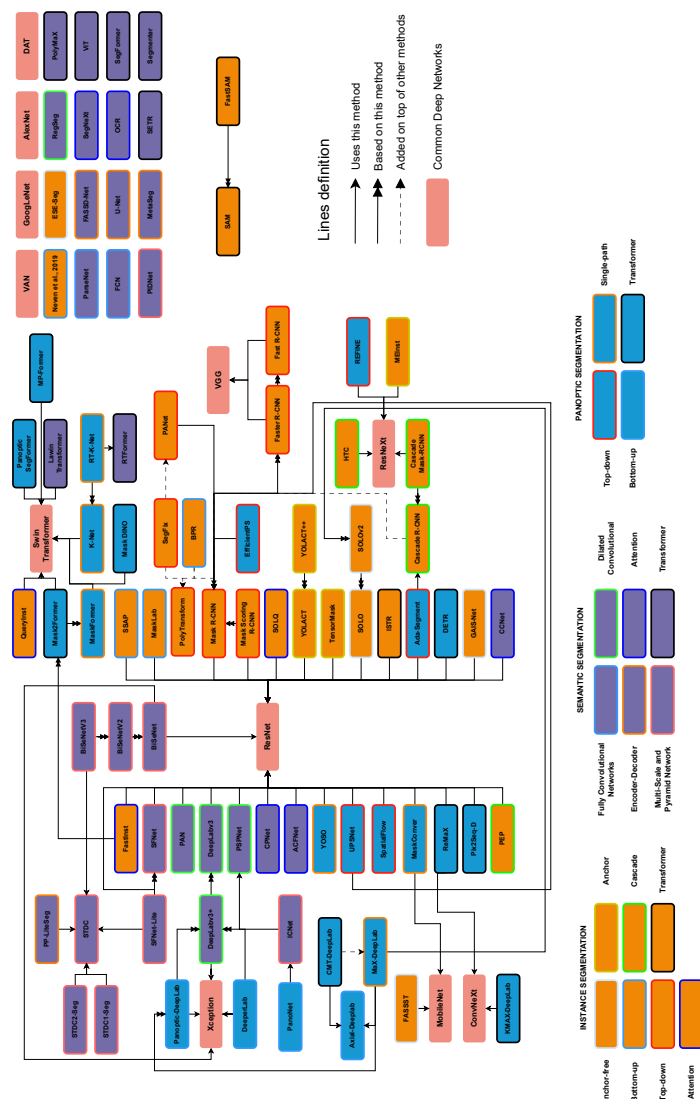 DAT
PolyMaX
ViT
SegFormer
Segmenter
AlexNet
RegSeg
SegNeXt
OCR
SETR
GoogLeNet
ESE-Seg
FASSD-Net
U-Net
MetaSeg
VAN
Neven et al., 2019
ParseNet
FCN
PIDNet
FastSAM
SAM
Lines definition
Uses this method
Based on this method
Added on top of other methods
Common Deep Networks
MP-Former
Panoptic
SegFormer
Lawin
Transformer
RT-K-Net
RTFormer
Swin
Transformer
K-Net
Mask DINO
QueryInst
Mask2Former
MaskFormer
SSAP
MaskLab
PolyTransform
Mask R-CNN
Mask Scoring
R-CNN
SOLQ
YOLACT
TensorMask
SOLO
ISTR
Ada-Segment
DETR
GAIS-Net
CCNet
PANet
SegFix
BPR
EfficientPS
VGG
Fast R-CNN
Faster R-CNN
YOLACT++
SOLOv2
REFINE
MEInst
HTC
ResNeXt
Cascade
Mask-RCNN
Cascade R-CNN
BiSeNetV3
BiSeNetV2
BiSeNet
ResNet
FastInst
SFNet
PAN
DeepLabv3
PSPNet
CPNet
ACFNet
YOSO
UPSNet
SpatialFlow
MaskConver
ReMaX
Pix2Seq-D
PEP
PP-LiteSeg
STDC
SFNet-Lite
STDC2-Seg
STDC1-Seg
DeepLabv3+
ICNet
Panoptic-DeepLab
Xception
DeeperLab
PanoNet
CMT-DeepLab
MaX-DeepLab
Axial-Deeplab
FASSST
MobileNet
ConvNeXt
KMAX-DeepLab
INSTANCE SEGMENTATION
nchor-free
ottom-up
op-down
Attention
Anchor
Cascade
Transformer
SEMANTIC SEGMENTATION
Fully Convolutional
Networks
Encoder-Decoder
Multi-Scale and
Pyramid Network
Dilated Convolutional
Attention
Transformer
PANOPTIC SEGMENTATION
Top-down
Bottom-up
Single-path
Transformer